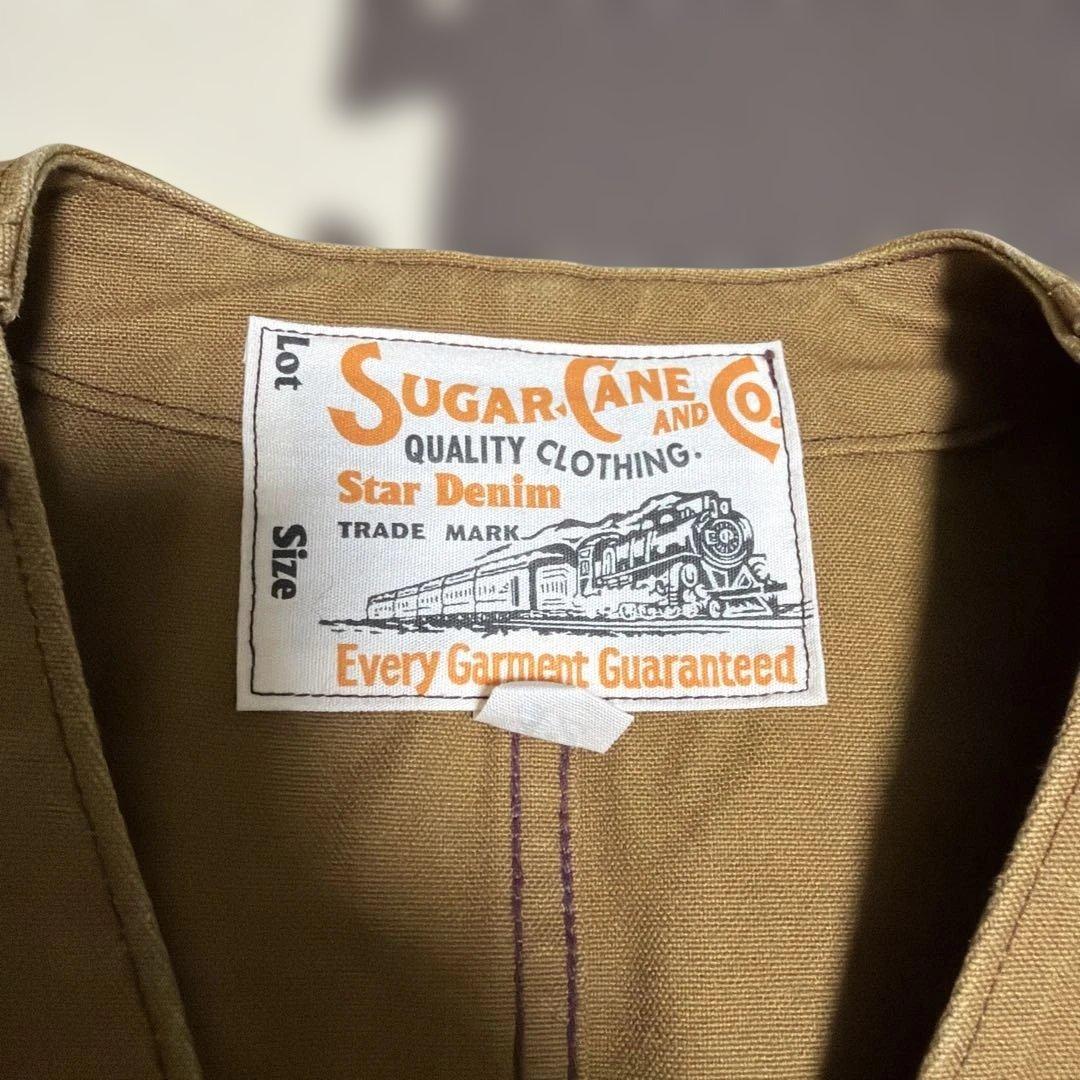 Lot
Size
SUGAR CANE AND CO.
QUALITY CLOTHING.
Star Denim
TRADE MARK
Every Garment Guaranteed